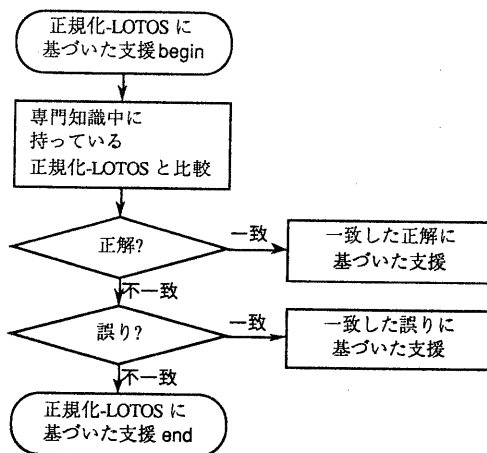 正規化-LOTOS に
基づいた支援 begin
専門知識中に
持っている
正規化-LOTOS と比較
正解?
一致
一致した正解に
基づいた支援
不一致
誤り?
一致
一致した誤りに
基づいた支援
不一致
正規化-LOTOS に
基づいた支援 end